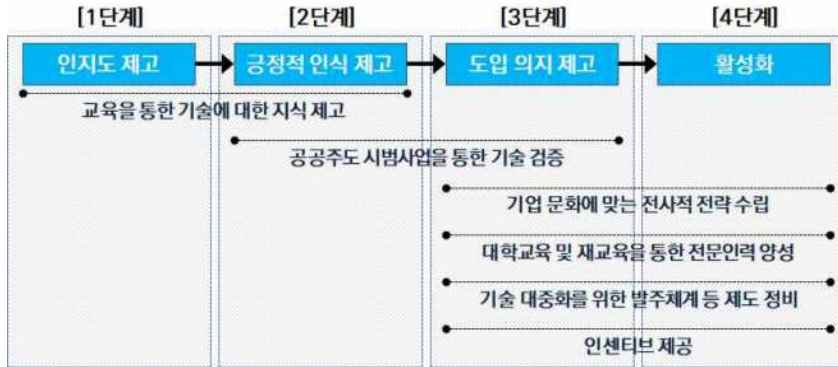 [1단계] [2단계] [3단계] [4단계]
인지도 제고 긍정적 인식 제고 도입 의지 제고 활성화
교육을 통한 기술에 대한 지식 제고
공공주도 시범사업을 통한 기술 검증
기업 문화에 맞는 전사적 전략 수립
대학교육 및 재교육을 통한 전문인력 양성
기술 대중화를 위한 발주체계 등 제도 정비
인센티브 제공